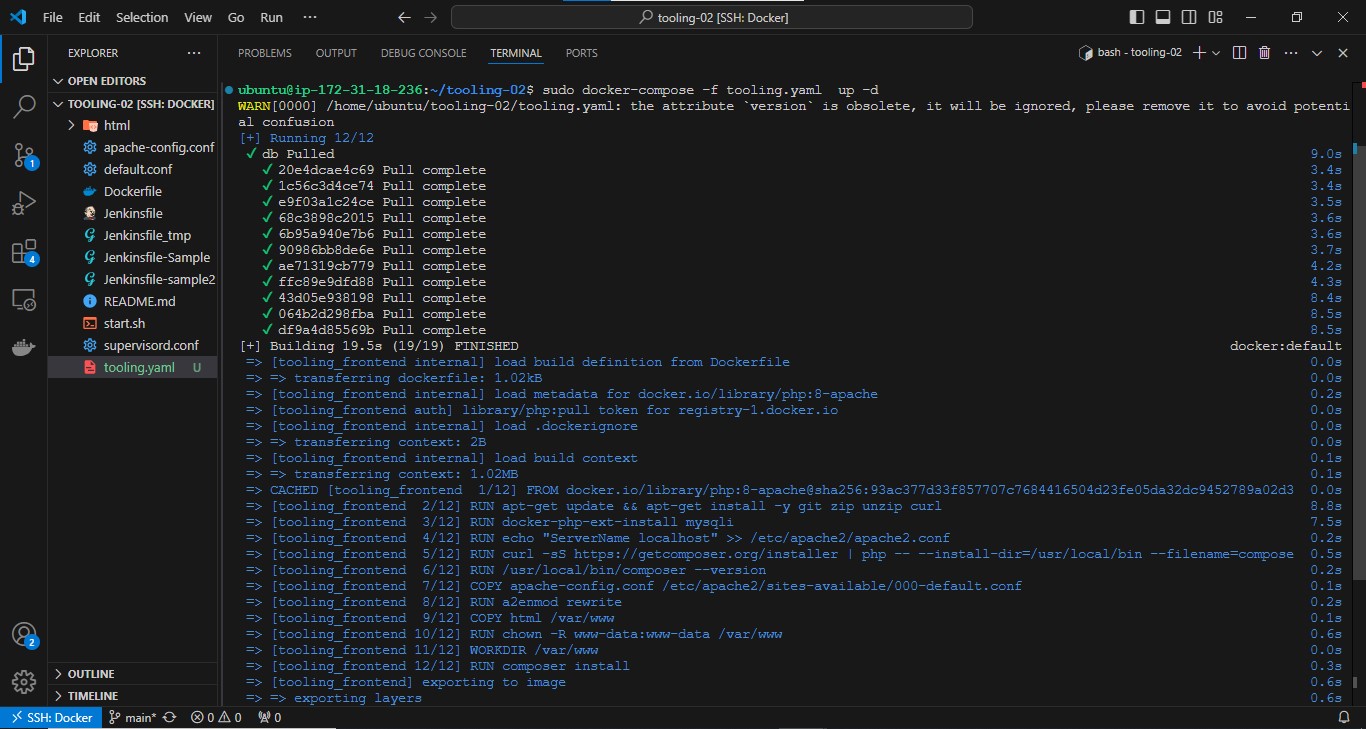 File Edit Selection View Go Run ···
tooling-02 [SSH: Docker]
EXPLORER ···
OPEN EDITORS
TOOLING-02 [SSH: DOCKER]
html
apache-config.conf
default.conf
Dockerfile
Jenkinsfile
Jenkinsfile_tmp
Jenkinsfile-Sample
Jenkinsfile-sample2
README.md
start.sh
supervisord.conf
tooling.yaml U
OUTLINE
TIMELINE
1
4
2
PROBLEMS OUTPUT DEBUG CONSOLE TERMINAL PORTS
bash - tooling-02
ubuntu@ip-172-31-18-236:~/tooling-02$ sudo docker-compose -f tooling.yaml  up -d
WARN[0000] /home/ubuntu/tooling-02/tooling.yaml: the attribute `version` is obsolete, it will be ignored, please remove it to avoid potenti
al confusion
[+] Running 12/12
✓ db Pulled 9.0s
✓ 20e4dcae4c69 Pull complete 3.4s
✓ 1c56c3d4ce74 Pull complete 3.4s
✓ e9f03a1c24ce Pull complete 3.5s
✓ 68c3898c2015 Pull complete 3.6s
✓ 6b95a940e7b6 Pull complete 3.6s
✓ 90986bb8de6e Pull complete 3.7s
✓ ae71319cb779 Pull complete 4.2s
✓ ffc89e9dfd88 Pull complete 4.3s
✓ 43d05e938198 Pull complete 8.4s
✓ 064b2d298fba Pull complete 8.5s
✓ df9a4d85569b Pull complete 8.5s
[+] Building 19.5s (19/19) FINISHED docker:default
=> [tooling_frontend internal] load build definition from Dockerfile 0.0s
=> => transferring dockerfile: 1.02kB 0.0s
=> [tooling_frontend internal] load metadata for docker.io/library/php:8-apache 0.2s
=> [tooling_frontend auth] library/php:pull token for registry-1.docker.io 0.0s
=> [tooling_frontend internal] load .dockerignore 0.0s
=> => transferring context: 2B 0.0s
=> [tooling_frontend internal] load build context 0.1s
=> => transferring context: 1.02MB 0.1s
=> CACHED [tooling_frontend  1/12] FROM docker.io/library/php:8-apache@sha256:93ac377d33f857707c7684416504d23fe05da32dc9452789a02d3 0.0s
=> [tooling_frontend  2/12] RUN apt-get update && apt-get install -y git zip unzip curl 8.8s
=> [tooling_frontend  3/12] RUN docker-php-ext-install mysqli 7.5s
=> [tooling_frontend  4/12] RUN echo "ServerName localhost" >> /etc/apache2/apache2.conf 0.2s
=> [tooling_frontend  5/12] RUN curl -sS https://getcomposer.org/installer | php -- --install-dir=/usr/local/bin --filename=compose 0.5s
=> [tooling_frontend  6/12] RUN /usr/local/bin/composer --version 0.2s
=> [tooling_frontend  7/12] COPY apache-config.conf /etc/apache2/sites-available/000-default.conf 0.1s
=> [tooling_frontend  8/12] RUN a2enmod rewrite 0.2s
=> [tooling_frontend  9/12] COPY html /var/www 0.1s
=> [tooling_frontend 10/12] RUN chown -R www-data:www-data /var/www 0.6s
=> [tooling_frontend 11/12] WORKDIR /var/www 0.0s
=> [tooling_frontend 12/12] RUN composer install 0.3s
=> [tooling_frontend] exporting to image 0.6s
=> => exporting layers 0.6s
SSH: Docker main* 0 0 0